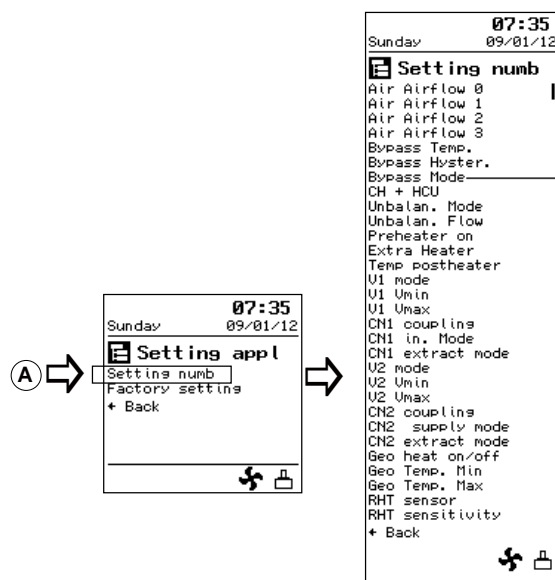 A
07:35
Sunday 09/01/12
Setting appl
Setting numb
Factory setting
Back
07:35
Sunday 09/01/12
Setting numb
Air Airflow 0
Air Airflow 1
Air Airflow 2
Air Airflow 3
Bypass Temp.
Bypass Hyster.
Bypass Mode
CH + HCU
Unbalan. Mode
Unbalan. Flow
Preheater on
Extra Heater
Temp postheater
V1 mode
V1 Vmin
V1 Vmax
CN1 coupling
CN1 in. Mode
CN1 extract mode
V2 mode
V2 Vmin
V2 Vmax
CN2 coupling
CN2 supply mode
CN2 extract mode
Geo heat on/off
Geo Temp. Min
Geo Temp. Max
RHT sensor
RHT sensitivity
Back